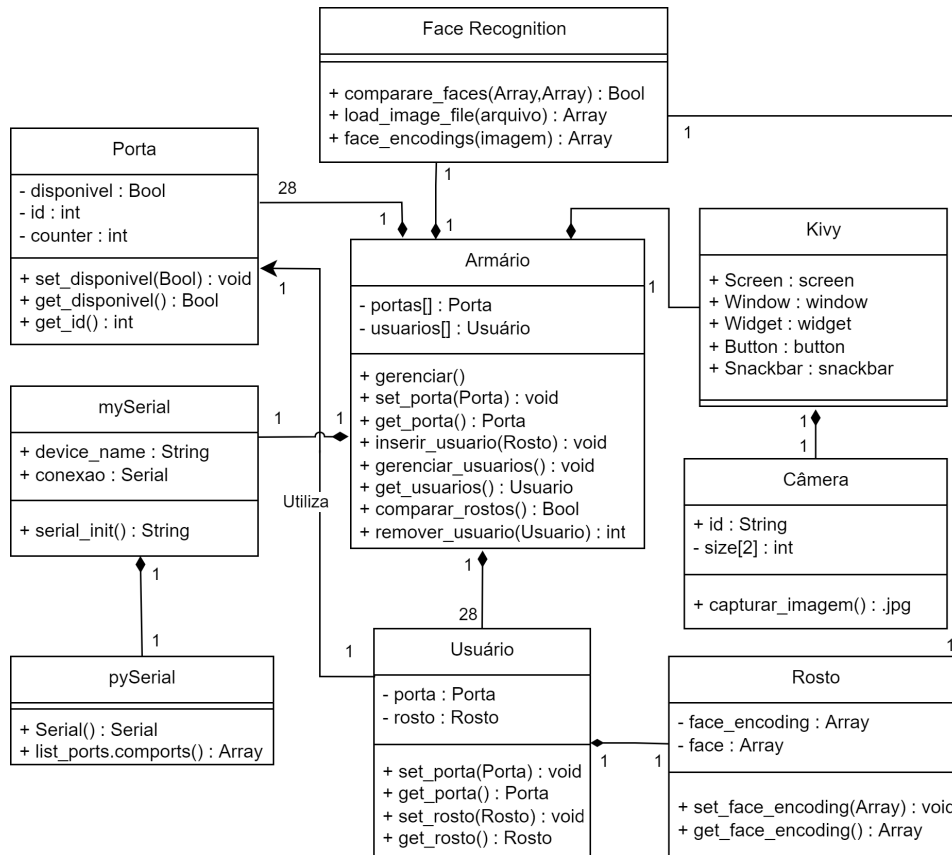 Face Recognition
+ comparare_faces(Array,Array) : Bool
+ load_image_file(arquivo) : Array
+ face_encodings(imagem) : Array
1
1
1
Porta
- disponivel : Bool
- id : int
- counter : int
+ set_disponivel(Bool) : void
+ get_disponivel() : Bool
+ get_id() : int
28
1
1
Armário
- portas[] : Porta
- usuarios[] : Usuário
+ gerenciar()
+ set_porta(Porta) : void
+ get_porta() : Porta
+ inserir_usuario(Rosto) : void
+ gerenciar_usuarios() : void
+ get_usuarios() : Usuario
+ comparar_rostos() : Bool
+ remover_usuario(Usuario) : int
1
Kivy
+ Screen : screen
+ Window : window
+ Widget : widget
+ Button : button
+ Snackbar : snackbar
1
1
mySerial
+ device_name : String
+ conexao : Serial
+ serial_init() : String
1
1
Utiliza
Câmera
+ id : String
- size[2] : int
+ capturar_imagem() : .jpg
1
1
pySerial
+ Serial() : Serial
+ list_ports.comports() : Array
1
28
1
Usuário
- porta : Porta
- rosto : Rosto
+ set_porta(Porta) : void
+ get_porta() : Porta
+ set_rosto(Rosto) : void
+ get_rosto() : Rosto
1
1
1
Rosto
- face_encoding : Array
- face : Array
+ set_face_encoding(Array) : void
+ get_face_encoding() : Array